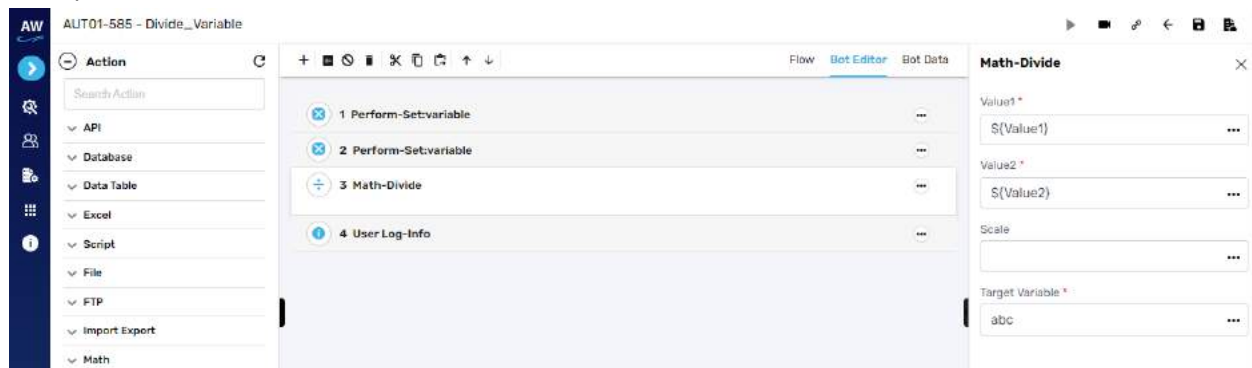 AW
AUT01-585 - Divide_Variable
Action
Search Action
API
Database
Data Table
Excel
Script
File
FTP
Import Export
Math
Flow
Bot Editor
Bot Data
1 Perform-Set:variable
2 Perform-Set:variable
3 Math-Divide
4 User Log-Info
Math-Divide
Value1 *
${Value1}
Value2 *
${Value2}
Scale
Target Variable *
abc